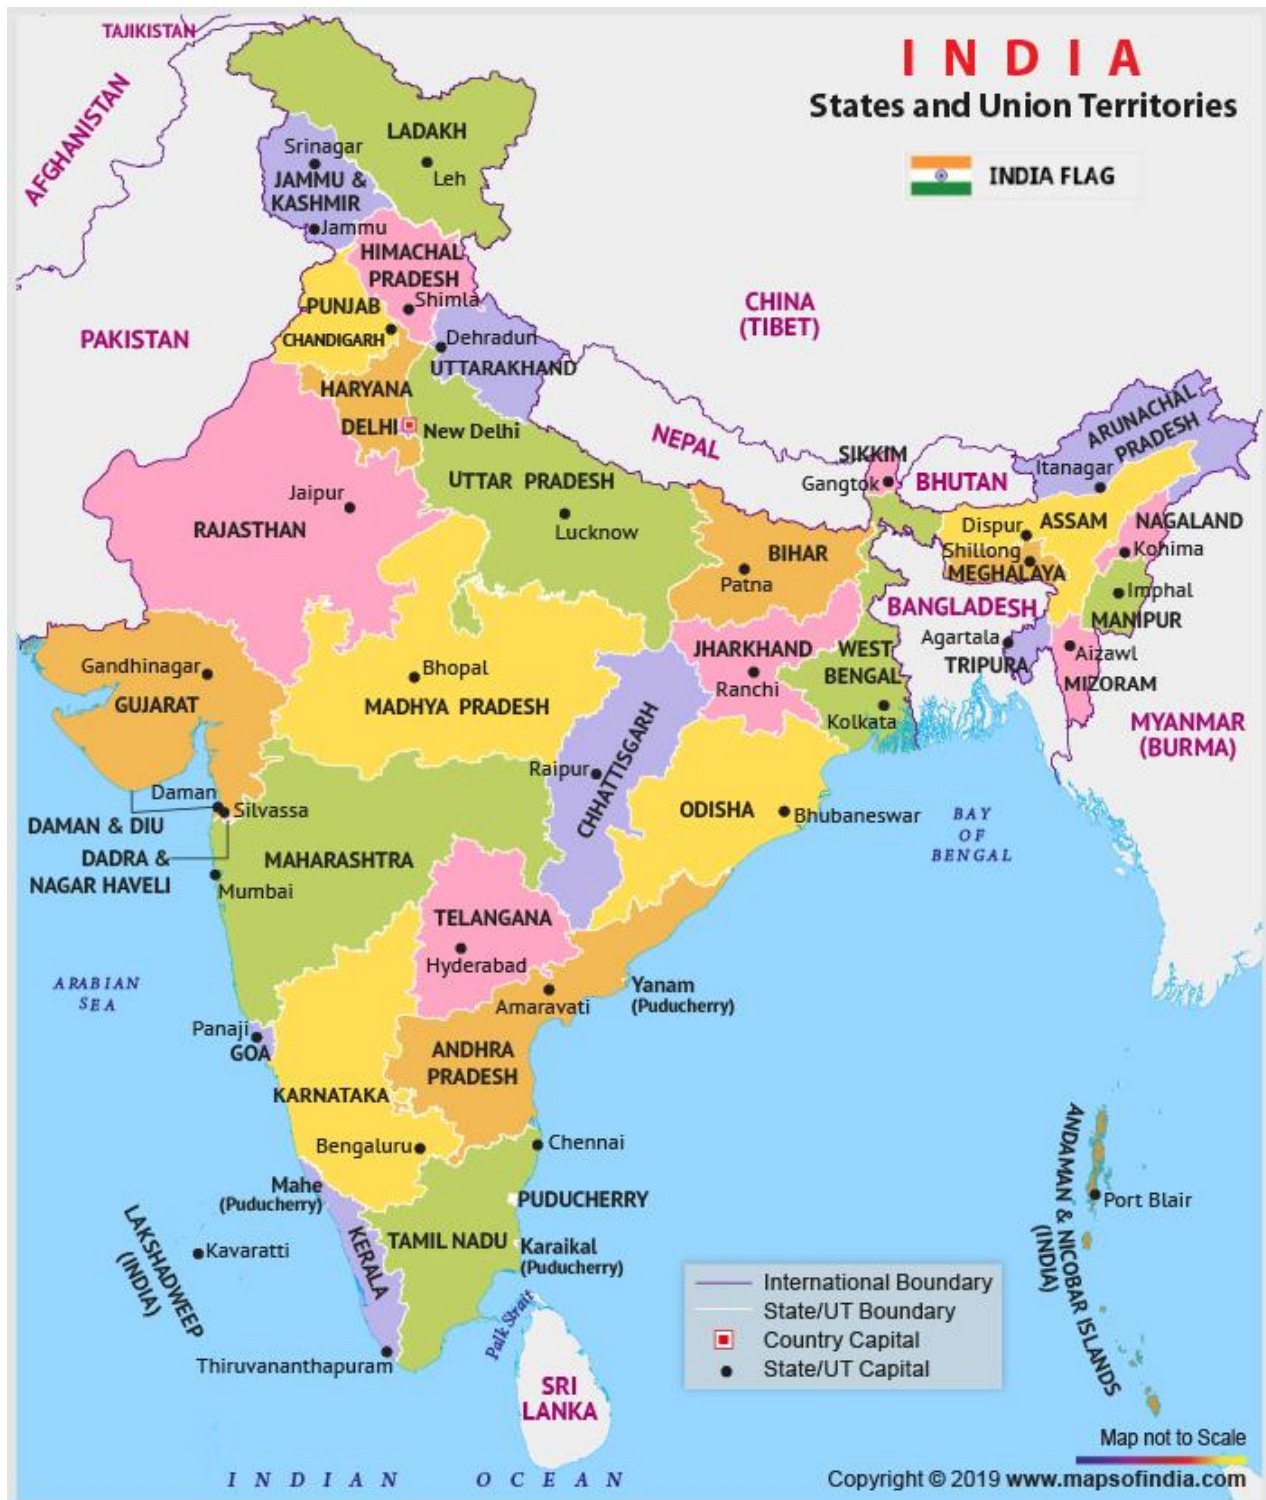 INDIA
States and Union Territories
INDIA FLAG
TAJIKISTAN
AFGHANISTAN
LADAKH
Srinagar
Leh
JAMMU &
KASHMIR
Jammu
HIMACHAL
PRADESH
Shimla
PUNJAB
CHANDIGARH
PAKISTAN
CHINA
(TIBET)
Dehradun
UTTARAKHAND
HARYANA
DELHI
New Delhi
NEPAL
ARUNACHAL
PRADESH
SIKKIM
Gangtok
BHUTAN
Itanagar
UTTAR PRADESH
Lucknow
Jaipur
RAJASTHAN
Dispur
ASSAM
NAGALAND
Kohima
Shillong
MEGHALAYA
BIHAR
Patna
Imphal
MANIPUR
BANGLADESH
Agartala
TRIPURA
Aizawl
MIZORAM
JHARKHAND
Ranchi
WEST
BENGAL
Kolkata
Gandhinagar
GUJARAT
Bhopal
MADHYA PRADESH
MYANMAR
(BURMA)
CHHATTISGARH
Raipur
Daman
Silvassa
DAMAN & DIU
DADRA &
NAGAR HAVELI
ODISHA
Bhubaneswar
BAY
OF
BENGAL
MAHARASHTRA
Mumbai
TELANGANA
Hyderabad
ARABIAN
SEA
Amaravati
Yanam
(Puducherry)
Panaji
GOA
ANDHRA
PRADESH
KARNATAKA
Bengaluru
Chennai
Mahe
(Puducherry)
PUDUCHERRY
KERALA
TAMIL NADU
Karaikal
(Puducherry)
LAKSHADWEEP
(INDIA)
Kavaratti
Thiruvananthapuram
Palk Strait
SRI
LANKA
ANDAMAN & NICOBAR ISLANDS
(INDIA)
Port Blair
International Boundary
State/UT Boundary
Country Capital
State/UT Capital
INDIAN OCEAN
Map not to Scale
Copyright © 2019 www.mapsofindia.com